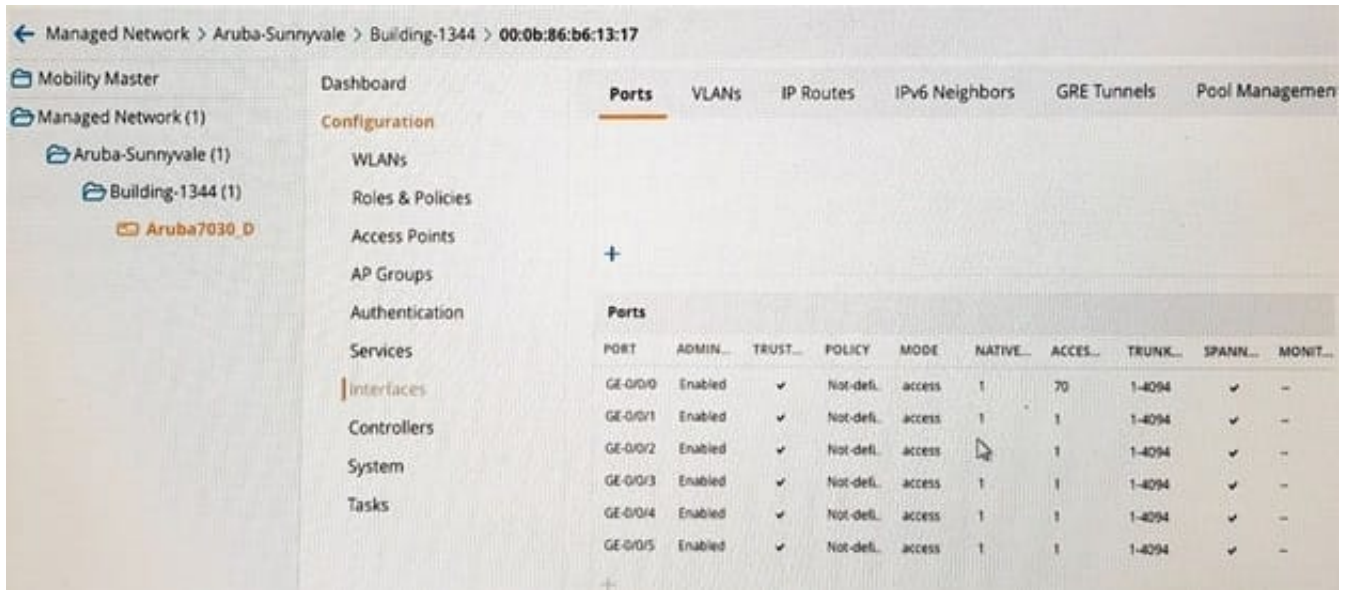 Managed Network > Aruba-Sunnyvale > Building-1344 > 00:0b:86:b6:13:17
Mobility Master
Managed Network (1)
Aruba-Sunnyvale (1)
Building-1344 (1)
Aruba7030_D
Dashboard
Configuration
WLANs
Roles & Policies
Access Points
AP Groups
Authentication
Services
Interfaces
Controllers
System
Tasks
Ports VLANs IP Routes IPv6 Neighbors GRE Tunnels Pool Managemen
+
Ports
PORT ADMIN... TRUST... POLICY MODE NATIVE... ACCES... TRUNK... SPANN... MONIT...
GE-0/0/0 Enabled ✔ Not-defi.. access 1 70 1-4094 ✔ --
GE-0/0/1 Enabled ✔ Not-defi.. access 1 1 1-4094 ✔ --
GE-0/0/2 Enabled ✔ Not-defi.. access 1 1-4094 ✔ --
GE-0/0/3 Enabled ✔ Not-defi.. access 1 1 1-4094 ✔ --
GE-0/0/4 Enabled ✔ Not-defi.. access 1 1 1-4094 ✔ --
GE-0/0/5 Enabled ✔ Not-defi.. access 1 1 1-4094 ✔ --
+